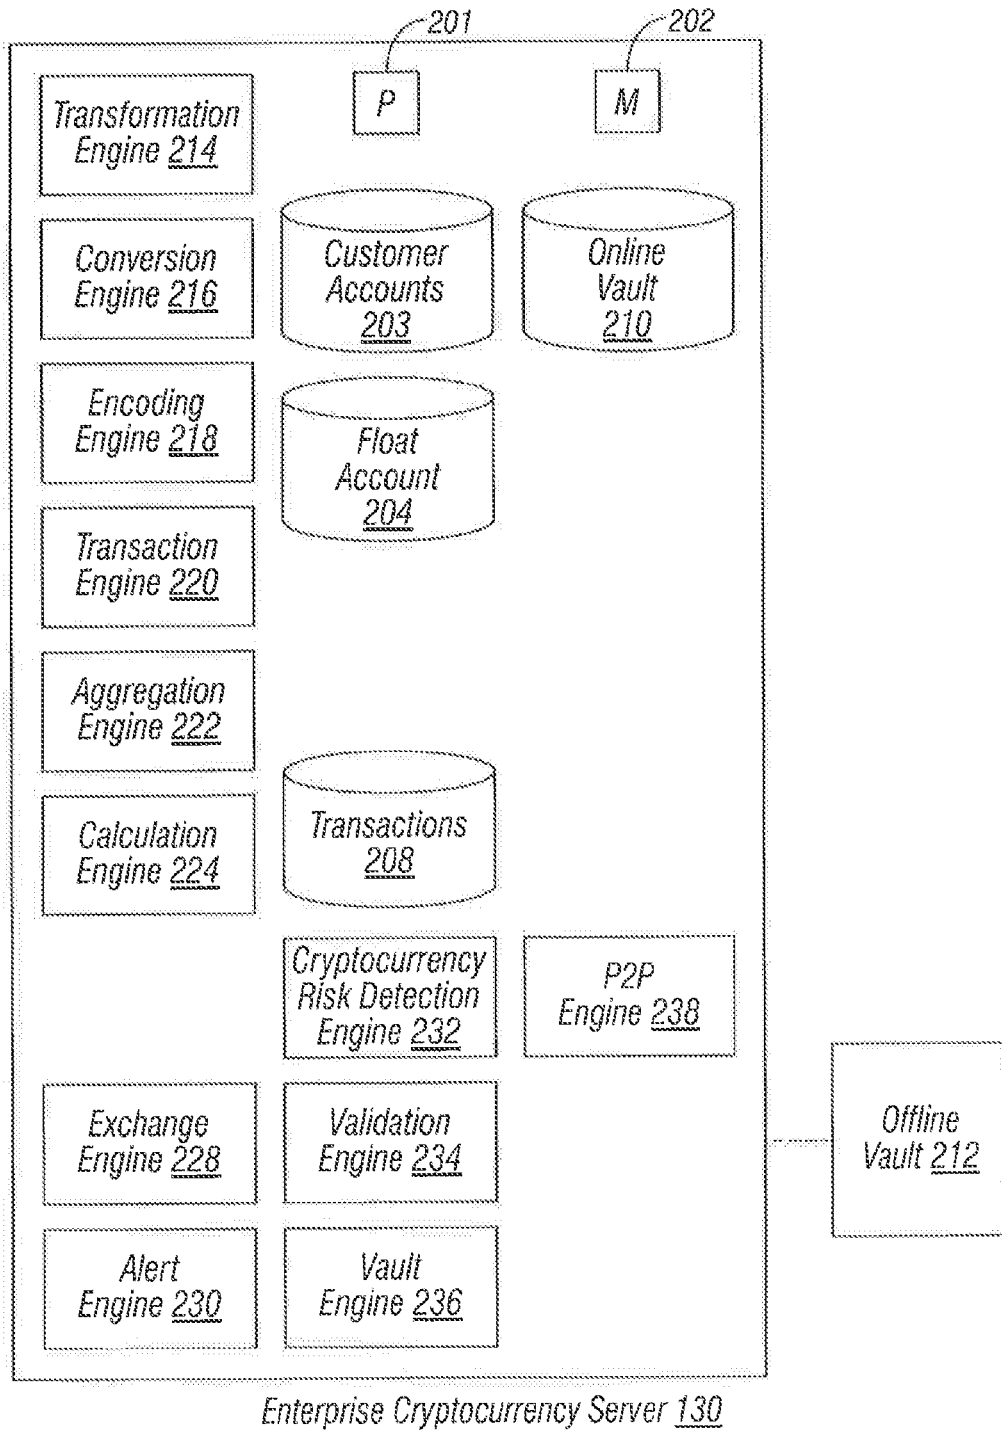 201
202
P
M
Transformation
Engine 214
Customer
Accounts
203
Online
Vault
210
Conversion
Engine 216
Encoding
Engine 218
Float
Account
204
Transaction
Engine 220
Aggregation
Engine 222
Transactions
208
Calculation
Engine 224
Cryptocurrency
Risk Detection
Engine 232
P2P
Engine 238
Exchange
Engine 228
Validation
Engine 234
Offline
Vault 212
Alert
Engine 230
Vault
Engine 236
Enterprise Cryptocurrency Server 130